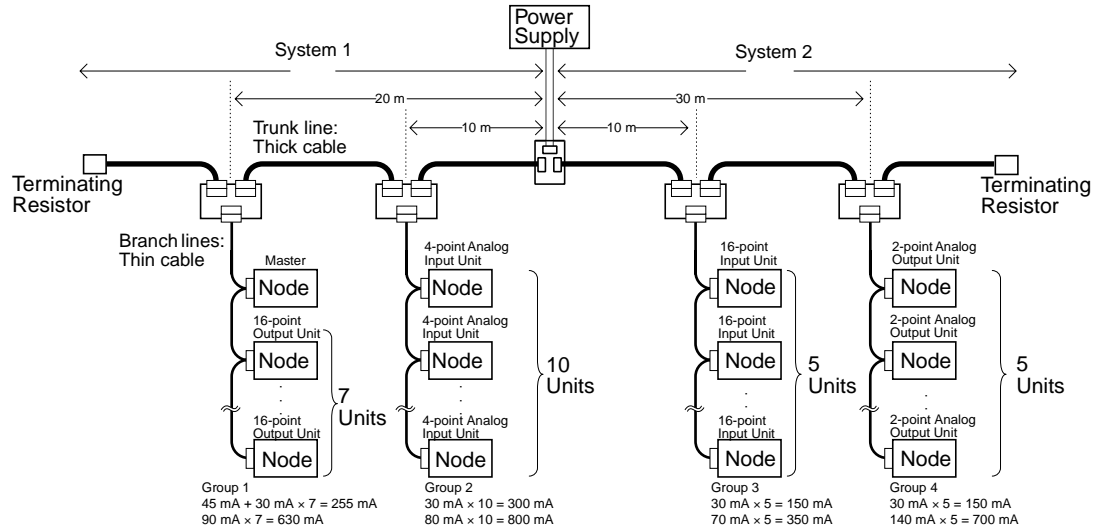 Power
Supply
System 1
System 2
20 m
30 m
10 m
10 m
Trunk line:
Thick cable
Terminating
Resistor
Terminating
Resistor
Branch lines:
Thin cable
Master
Node
16-point
Output Unit
Node
16-point
Output Unit
Node
7
Units
4-point Analog
Input Unit
Node
4-point Analog
Input Unit
Node
4-point Analog
Input Unit
Node
10
Units
16-point
Input Unit
Node
16-point
Input Unit
Node
16-point
Input Unit
Node
5
Units
2-point Analog
Output Unit
Node
2-point Analog
Output Unit
Node
2-point Analog
Output Unit
Node
5
Units
Group 1
45 mA + 30 mA × 7 = 255 mA
90 mA × 7 = 630 mA
Group 2
30 mA × 10 = 300 mA
80 mA × 10 = 800 mA
Group 3
30 mA × 5 = 150 mA
70 mA × 5 = 350 mA
Group 4
30 mA × 5 = 150 mA
140 mA × 5 = 700 mA